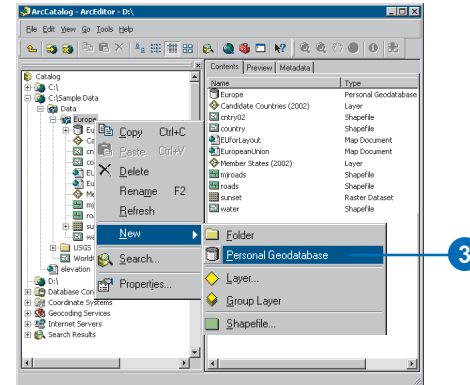 ArcCatalog - ArcEditor - D:\
File Edit View Go Tools Help
Contents Preview Metadata
Catalog
C:\
C:\Sample Data
Data
Europe
USGS
elevation
D:\
Database Con
Coordinate Systems
Geocoding Services
Internet Servers
Search Results
Name Type
Europe Personal Geodatabase
Candidate Countries (2002) Layer
cntry02 Shapefile
country Shapefile
EUforLayout Map Document
EuropeanUnion Map Document
Member States (2002) Layer
mjroads Shapefile
roads Shapefile
sunset Raster Dataset
water Shapefile
Copy Ctrl+C
Paste Ctrl+V
Delete
Rename F2
Refresh
New
Search...
Properties...
Folder
Personal Geodatabase
Layer...
Group Layer
Shapefile...
3